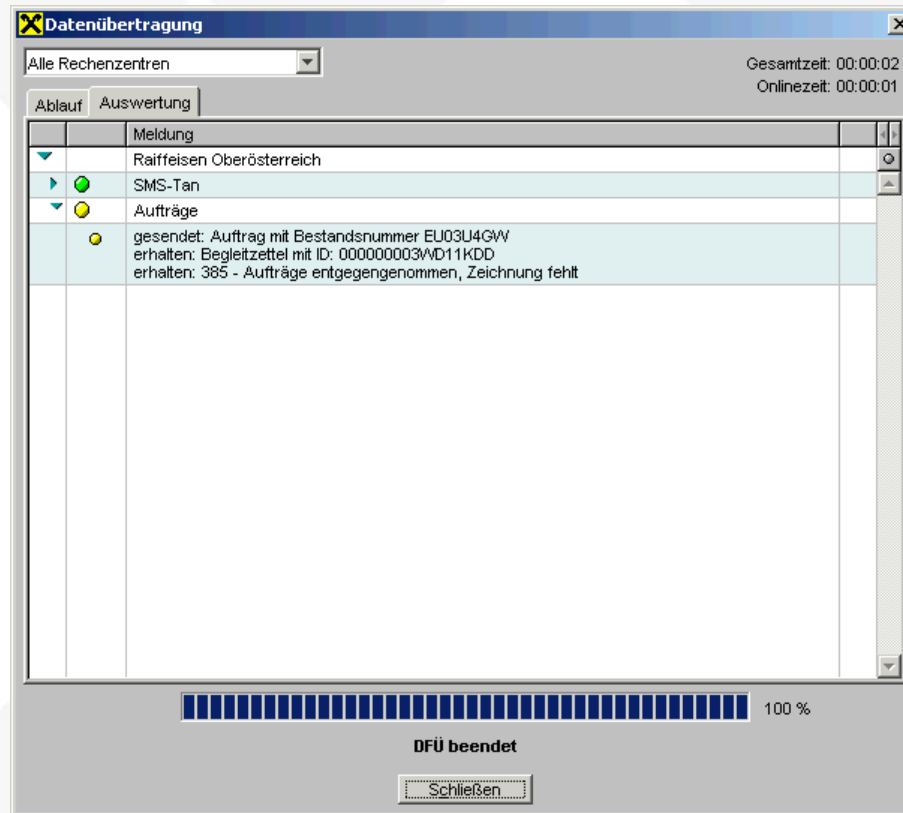 Datenübertragung
Alle Rechenzentren
Gesamtzeit: 00:00:02
Onlinezeit: 00:00:01
Ablauf
Auswertung
Meldung
Raiffeisen Oberösterreich
SMS-Tan
Aufträge
gesendet: Auftrag mit Bestandsnummer EU03U4GW
erhalten: Begleitzettel mit ID: 000000003WD11KDD
erhalten: 385 - Aufträge entgegengenommen, Zeichnung fehlt
100 %
DFÜ beendet
Schließen